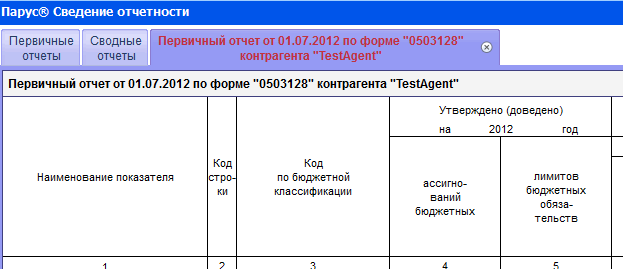 Парус® Сведение отчетности
Первичные
отчеты
Сводные
отчеты
Первичный отчет от 01.07.2012 по форме "0503128"
контрагента "TestAgent"
Первичный отчет от 01.07.2012 по форме "0503128" контрагента "TestAgent"
Наименование показателя
Код
стро-
ки
Код
по бюджетной
классификации
Утверждено (доведено)
на 2012 год
ассигно-
ваний
бюджетных
лимитов
бюджетных
обяза-
тельств
1 2 3 4 5